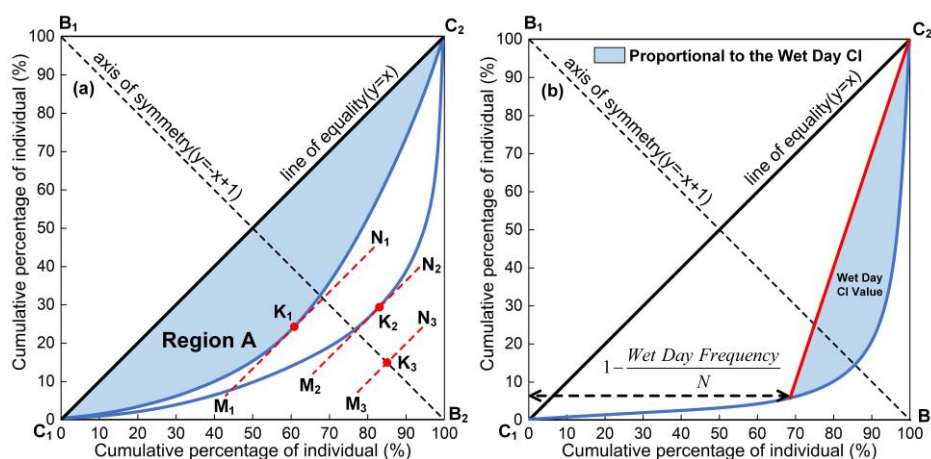 B1
C2
100
90
80
70
60
50
40
30
20
10
0
Cumulative percentage of individual (%)
(a)
axis of symmetry(y=-x+1)
line of equality(y=x)
Region A
K1
N1
K2
N2
K3
N3
M1
M2
M3
B2
C1
0 10 20 30 40 50 60 70 80 90 100
Cumulative percentage of individual (%)
B1
C2
100
90
80
70
60
50
40
30
20
10
0
Cumulative percentage of individual (%)
Proportional to the Wet Day CI
(b)
axis of symmetry(y=-x+1)
line of equality(y=x)
Wet Day
CI Value
1- Wet Day Frequency
N
B
C1
0 10 20 30 40 50 60 70 80 90 100
Cumulative percentage of individual (%)